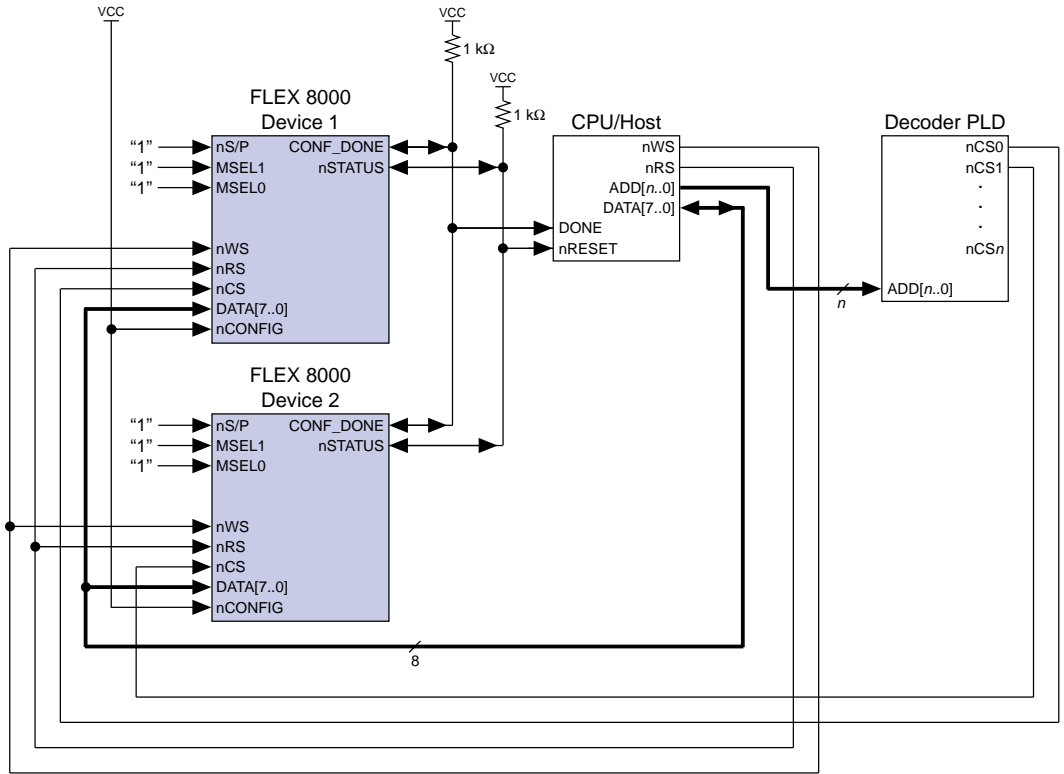 VCC
VCC
1 kΩ
VCC
1 kΩ
FLEX 8000
Device 1
“1”
nS/P
CONF_DONE
“1”
MSEL1
nSTATUS
“1”
MSEL0
nWS
nRS
nCS
DATA[7..0]
nCONFIG
CPU/Host
nWS
nRS
ADD[n..0]
DATA[7..0]
DONE
nRESET
Decoder PLD
nCS0
nCS1
.
.
.
nCSn
ADD[n..0]
n
FLEX 8000
Device 2
“1”
nS/P
CONF_DONE
“1”
MSEL1
nSTATUS
“1”
MSEL0
nWS
nRS
nCS
DATA[7..0]
nCONFIG
8